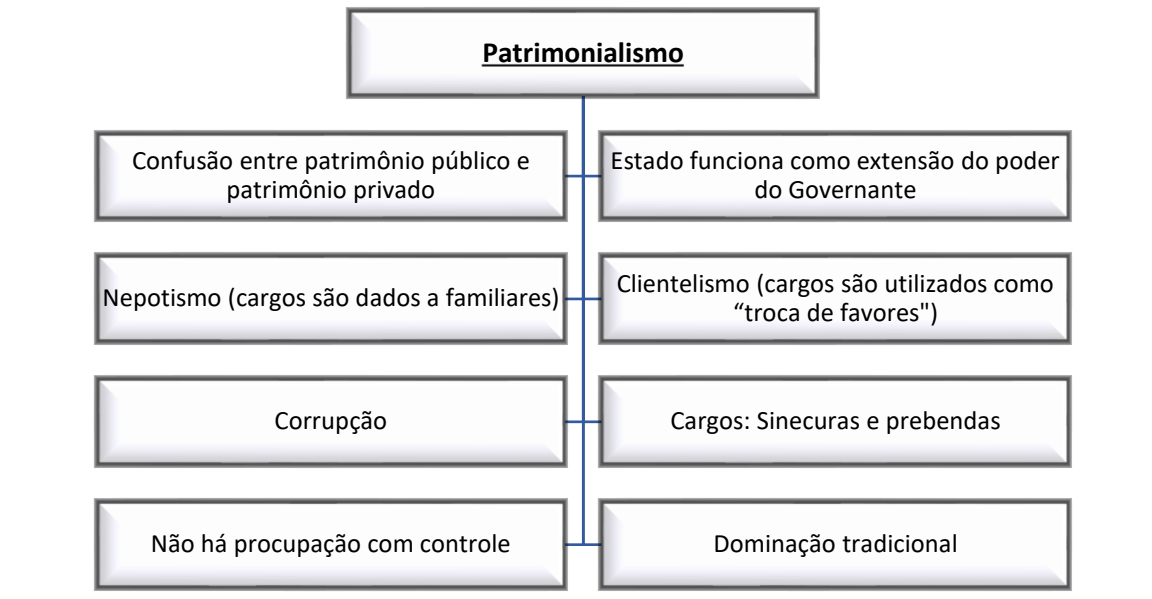 Patrimonialismo
Confusão entre patrimônio público e
patrimônio privado
Estado funciona como extensão do poder
do Governante
Nepotismo (cargos são dados a familiares)
Clientelismo (cargos são utilizados como
“troca de favores")
Corrupção
Cargos: Sinecuras e prebendas
Não há procupação com controle
Dominação tradicional